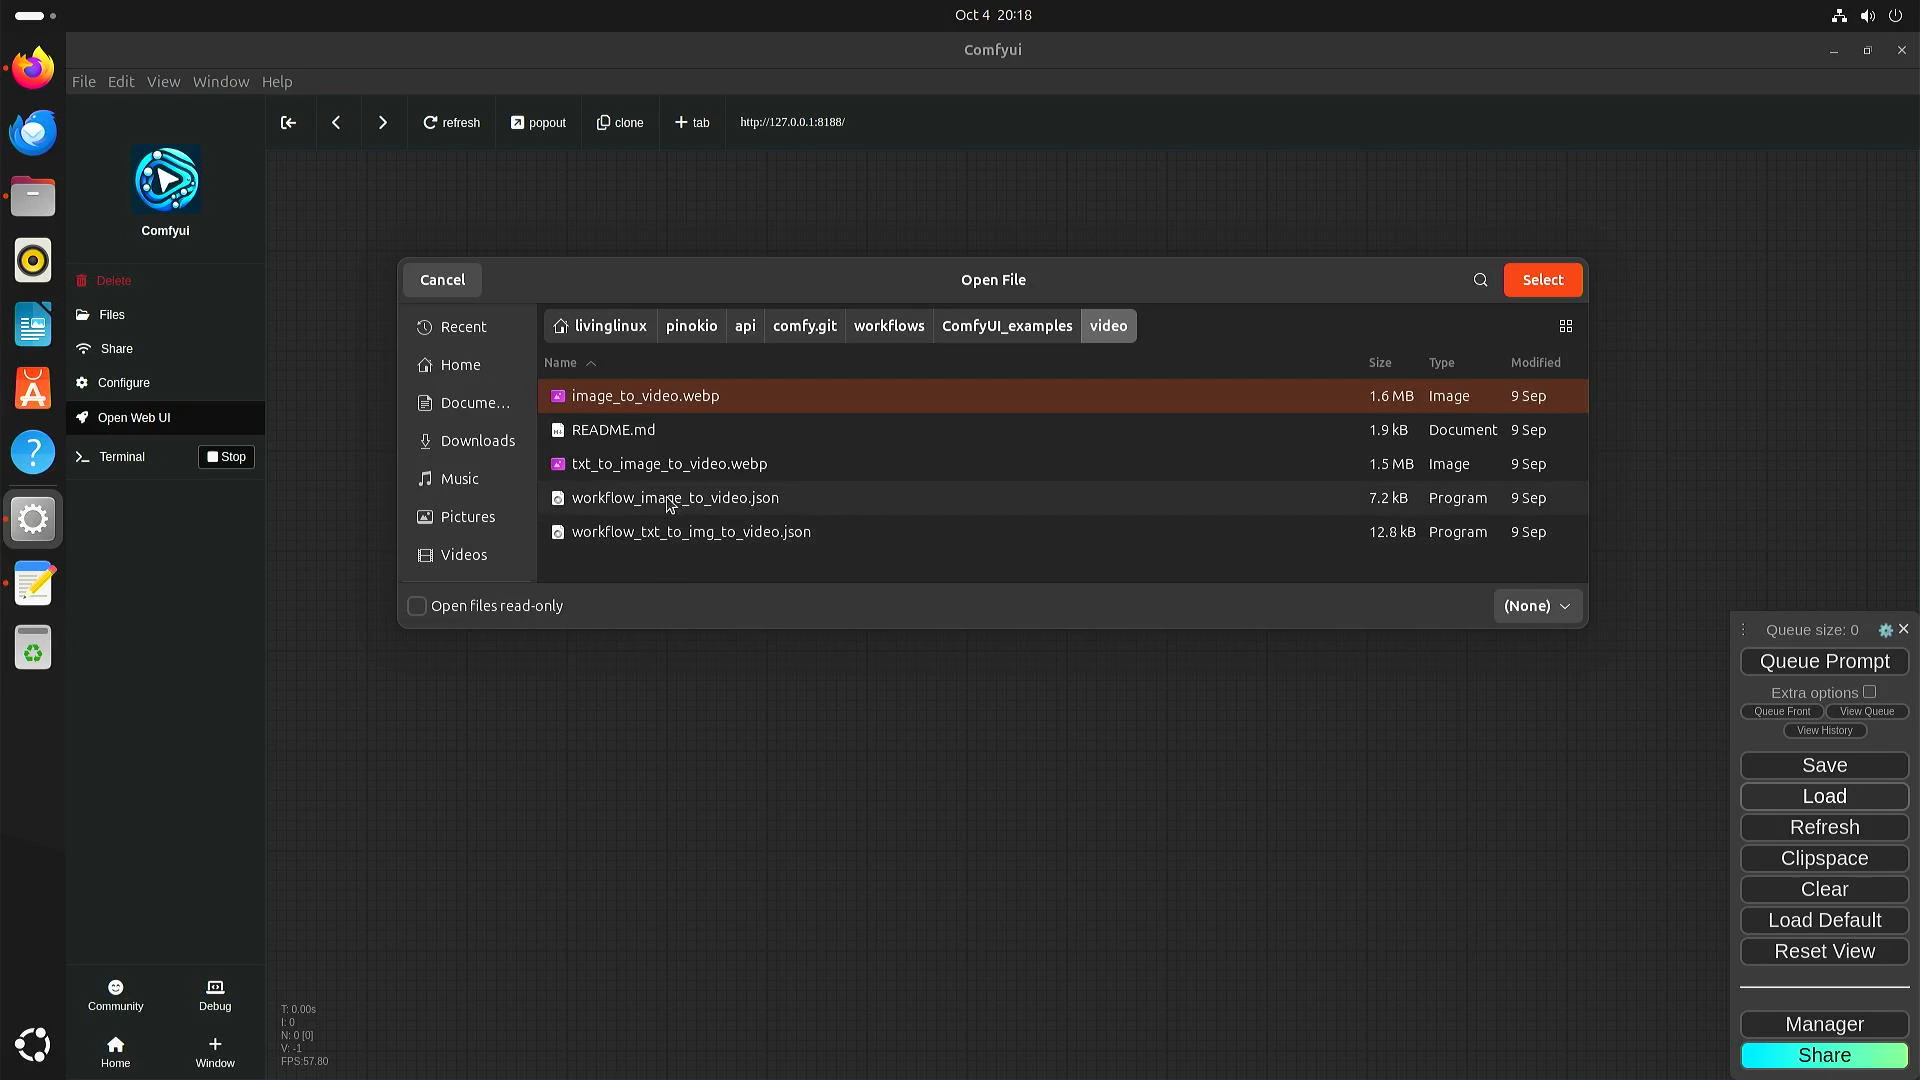 Oct 4 20:18
Comfyui
File Edit View Window Help
refresh popout clone + tab http://127.0.0.1:8188/
Comfyui
Delete
Files
Share
Configure
Open Web UI
Terminal Stop
Community Debug
Home Window
Cancel Open File Select
Recent
Home
Docume...
Downloads
Music
Pictures
Videos
livinglinux pinokio api comfy.git workflows ComfyUI_examples video
Name Size Type Modified
image_to_video.webp 1.6 MB Image 9 Sep
README.md 1.9 kB Document 9 Sep
txt_to_image_to_video.webp 1.5 MB Image 9 Sep
workflow_image_to_video.json 7.2 kB Program 9 Sep
workflow_txt_to_img_to_video.json 12.8 kB Program 9 Sep
Open files read-only (None)
T: 0.00s
I: 0
N: 0 [0]
V: -1
FPS:57.80
Queue size: 0
Queue Prompt
Extra options
Queue Front View Queue
View History
Save
Load
Refresh
Clipspace
Clear
Load Default
Reset View
Manager
Share